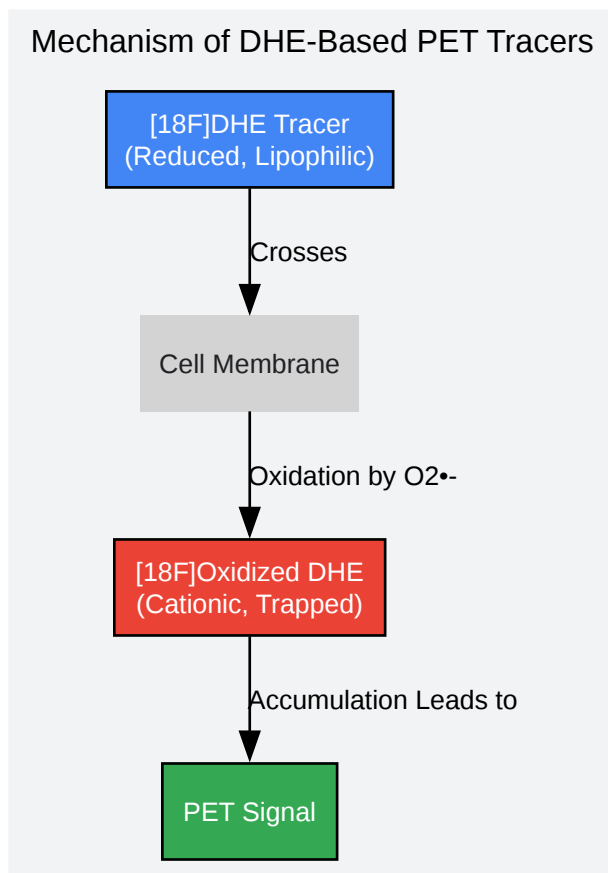 Mechanism of DHE-Based PET Tracers
[18F]DHE Tracer
(Reduced, Lipophilic)
Crosses
Cell Membrane
Oxidation by O2•-
[18F]Oxidized DHE
(Cationic, Trapped)
Accumulation Leads to
PET Signal